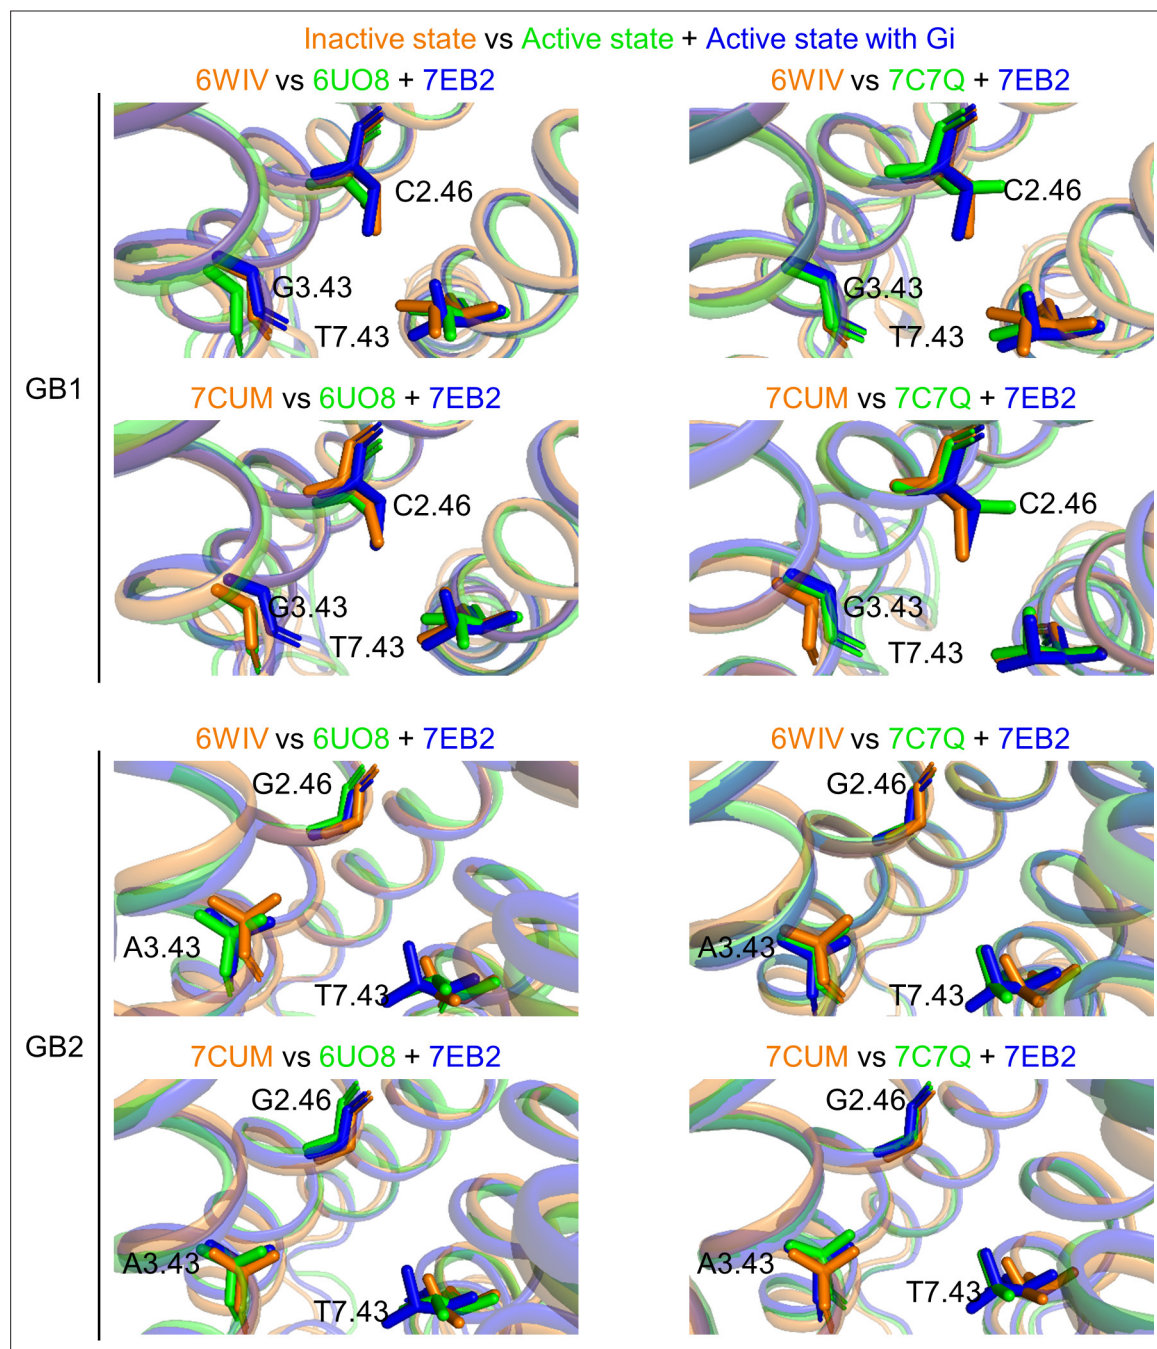 Inactive state vs Active state + Active state with Gi
6WIV vs 6UO8 + 7EB2
6WIV vs 7C7Q + 7EB2
C2.46
G3.43
T7.43
C2.46
G3.43
T7.43
GB1
7CUM vs 6UO8 + 7EB2
7CUM vs 7C7Q + 7EB2
C2.46
G3.43
T7.43
C2.46
G3.43
T7.43
6WIV vs 6UO8 + 7EB2
6WIV vs 7C7Q + 7EB2
G2.46
A3.43
T7.43
G2.46
A3.43
T7.43
GB2
7CUM vs 6UO8 + 7EB2
7CUM vs 7C7Q + 7EB2
G2.46
A3.43
T7.43
G2.46
A3.43
T7.43